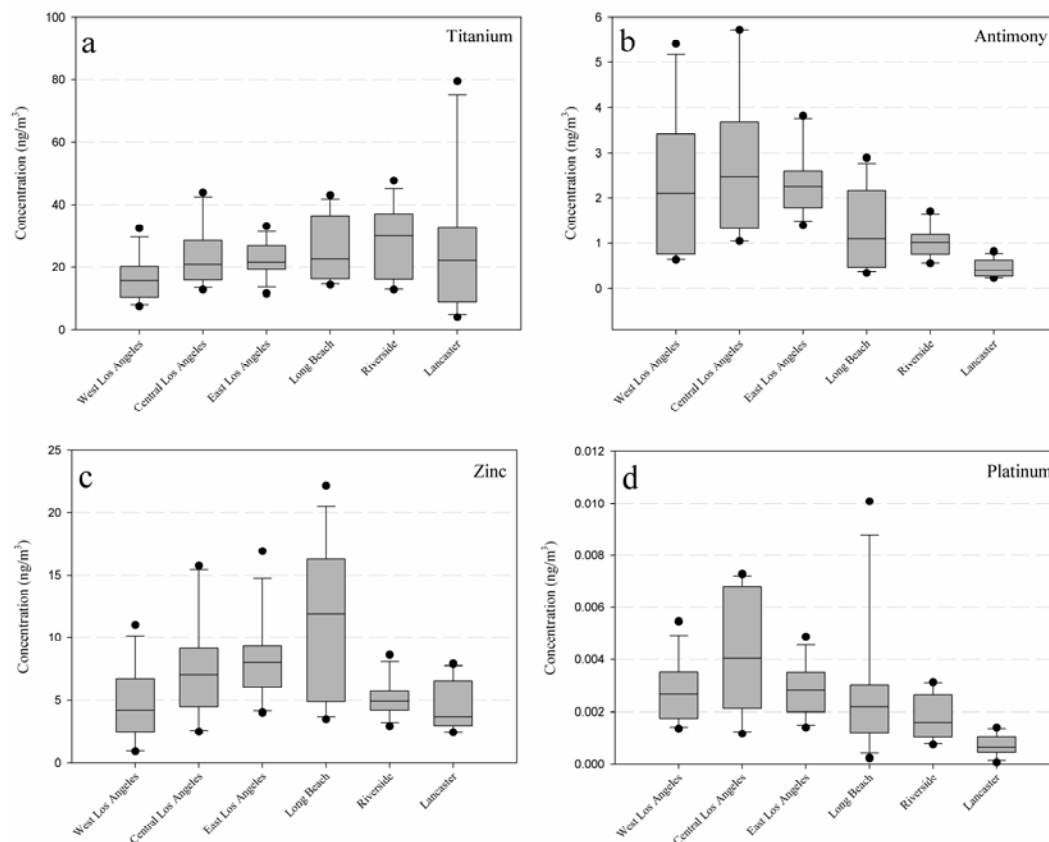 a
Titanium
Concentration (ng/m³)
100
80
60
40
20
0
West Los Angeles
Central Los Angeles
East Los Angeles
Long Beach
Riverside
Lancaster
b
Antimony
Concentration (ng/m³)
6
5
4
3
2
1
0
West Los Angeles
Central Los Angeles
East Los Angeles
Long Beach
Riverside
Lancaster
c
Zinc
Concentration (ng/m³)
25
20
15
10
5
0
West Los Angeles
Central Los Angeles
East Los Angeles
Long Beach
Riverside
Lancaster
d
Platinum
Concentration (ng/m³)
0.012
0.010
0.008
0.006
0.004
0.002
0.000
West Los Angeles
Central Los Angeles
East Los Angeles
Long Beach
Riverside
Lancaster